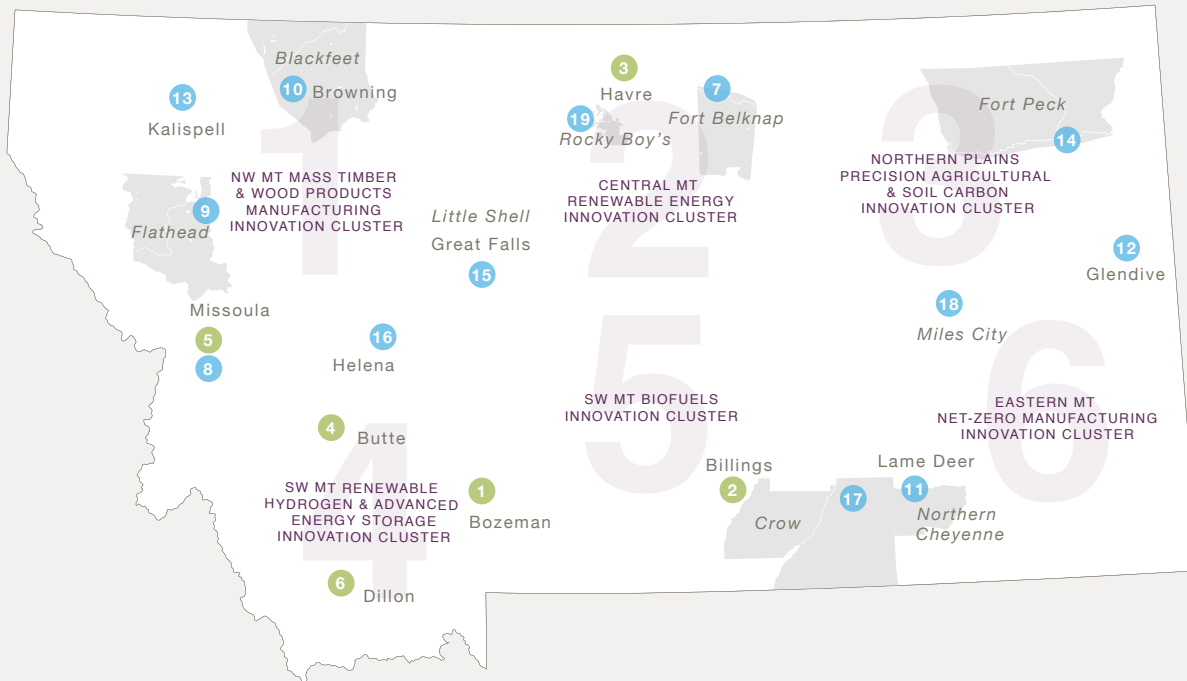 Blackfeet
10
Browning
13
Kalispell
3
Havre
7
Fort Belknap
19
Rocky Boy's
Fort Peck
14
1
NW MT MASS TIMBER
& WOOD PRODUCTS
MANUFACTURING
INNOVATION CLUSTER
2
CENTRAL MT
RENEWABLE ENERGY
INNOVATION CLUSTER
3
NORTHERN PLAINS
PRECISION AGRICULTURAL
& SOIL CARBON
INNOVATION CLUSTER
9
Flathead
Little Shell
Great Falls
15
12
Glendive
18
Miles City
Missoula
5
8
16
Helena
4
Butte
5
SW MT BIOFUELS
INNOVATION CLUSTER
6
EASTERN MT
NET-ZERO MANUFACTURING
INNOVATION CLUSTER
4
SW MT RENEWABLE
HYDROGEN & ADVANCED
ENERGY STORAGE
INNOVATION CLUSTER
1
Bozeman
Billings
2
Crow
17
Lame Deer
11
Northern
Cheyenne
6
Dillon